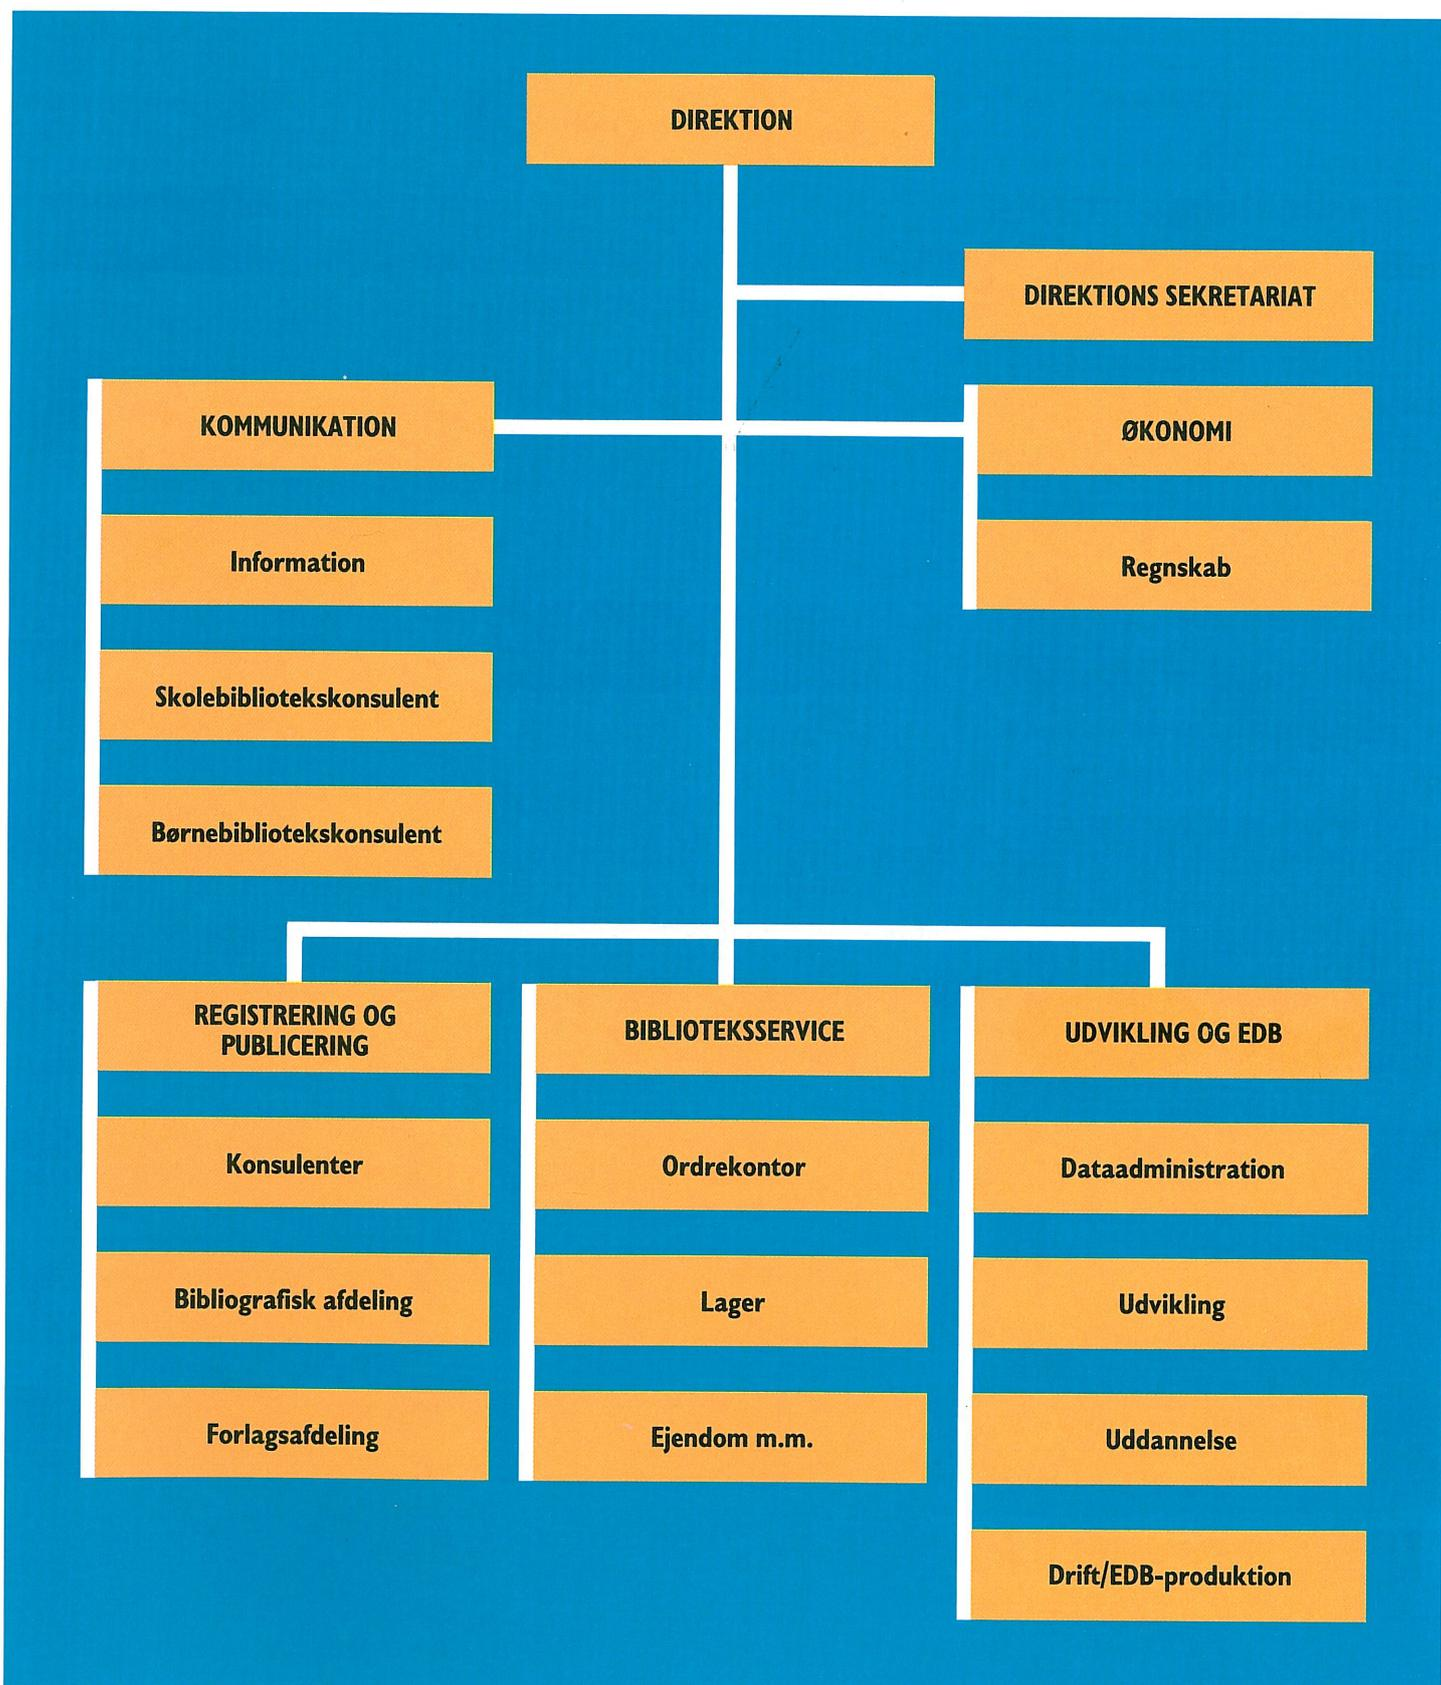 DIREKTION
DIREKTIONS SEKRETARIAT
KOMMUNIKATION
Information
Skolebibliotekskonsulent
Børnebibliotekskonsulent
ØKONOMI
Regnskab
REGISTRERING OG
PUBLICERING
Konsulenter
Bibliografisk afdeling
Forlagsafdeling
BIBLIOTEKSSERVICE
Ordrekontor
Lager
Ejendom m.m.
UDVIKLING OG EDB
Dataadministration
Udvikling
Uddannelse
Drift/EDB-produktion